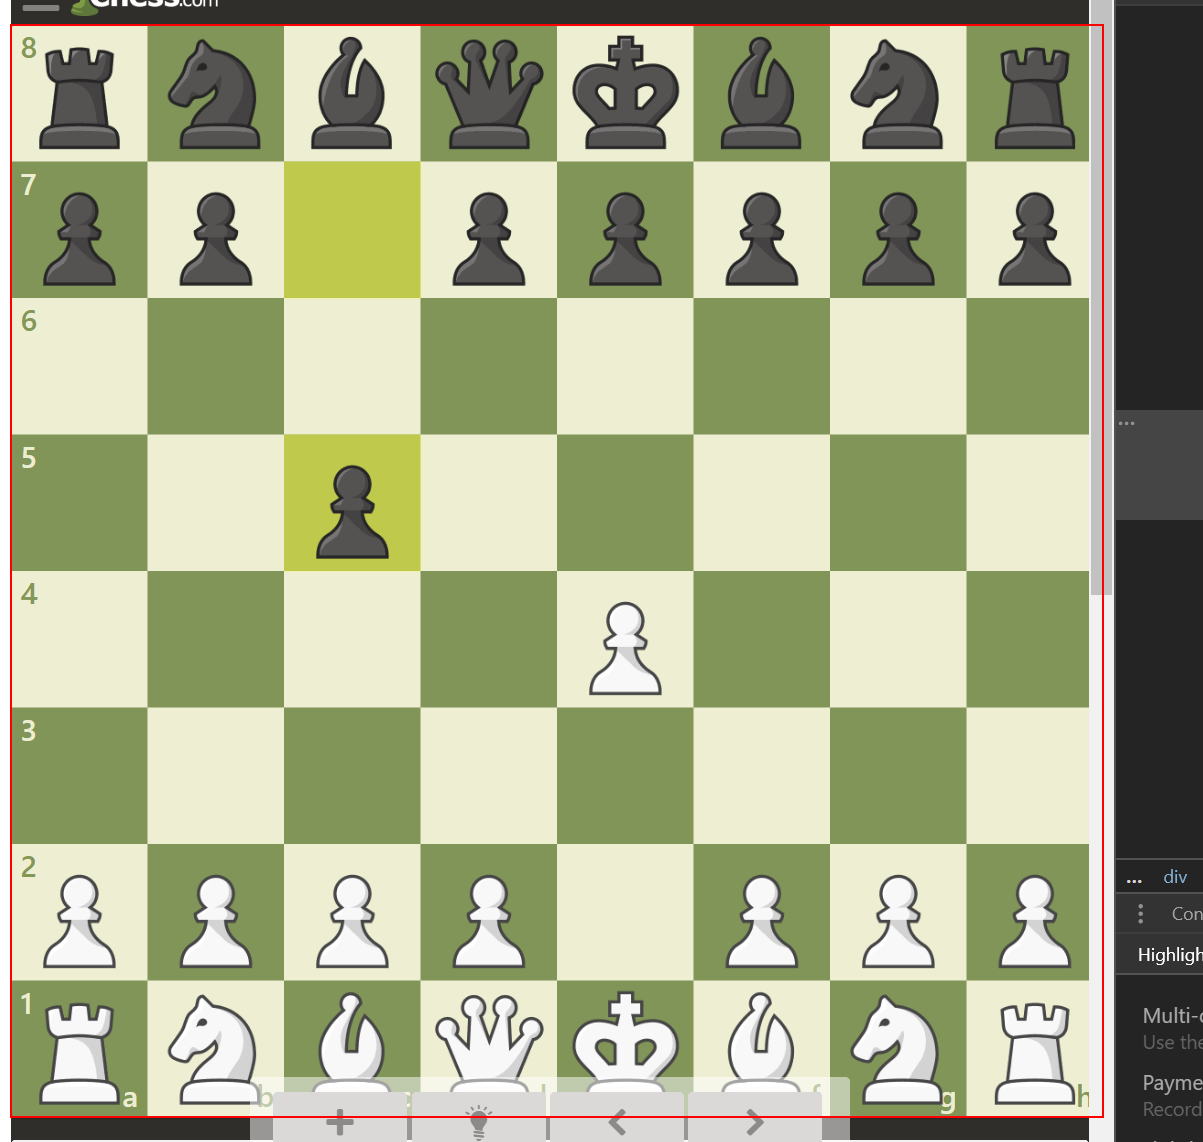 Chess.com
8
7
6
5
4
3
2
1
a
b
g
h
...
... div
Con
Highligh
Multi-c
Use the
Payme
Record